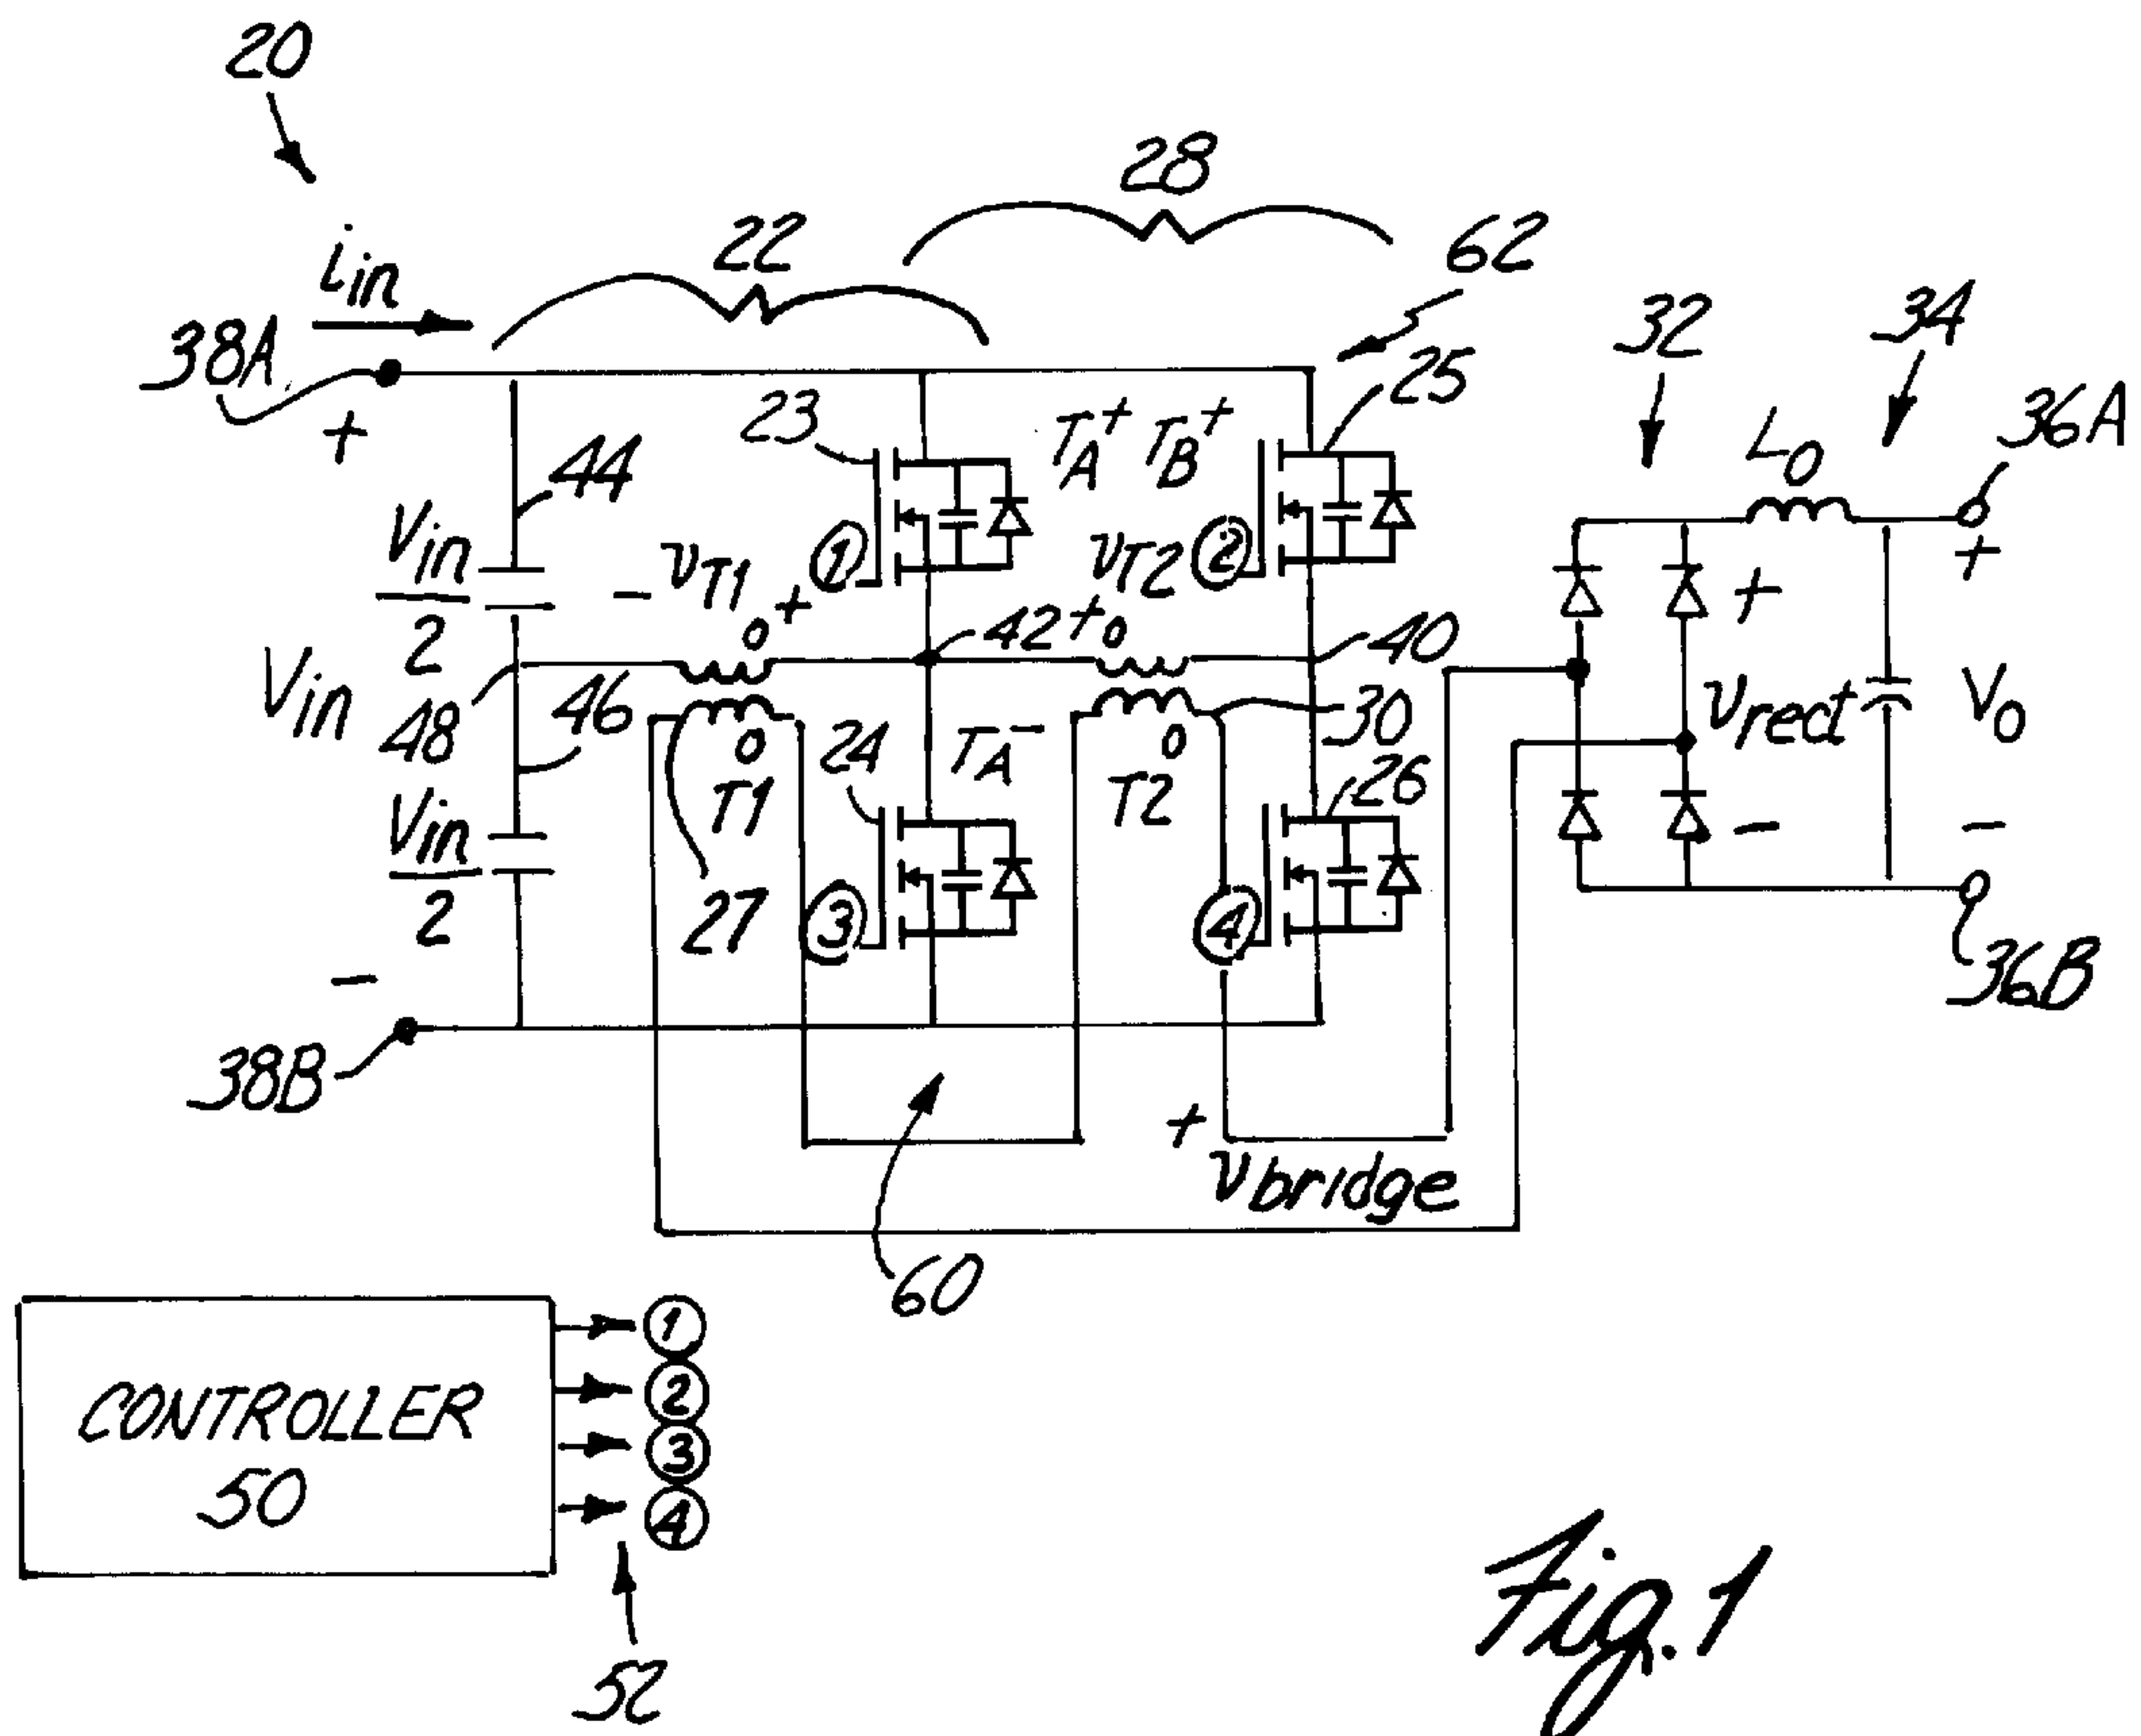 20
28
22
62
iin
38A
+
32
34
25
36A
23
TA+ TB+
Lo
44
Vin/2
- vT1 +
1
vT2
2
+
+
42
+
40
Vin
48
46
vrect
Vo
30
24
TA-
T1
T2
26
Vin/2
27
3
4
-
-
-
36B
38B
+
vbridge
60
CONTROLLER
50
1
2
3
4
52
Fig. 1